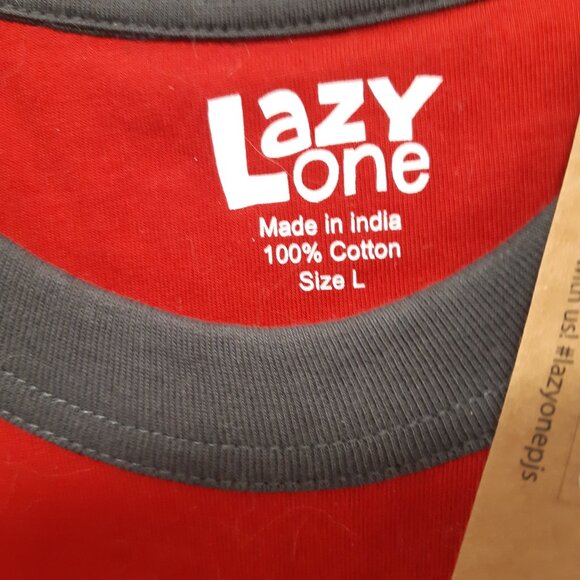 LazY
one
Made in india
100% Cotton
Size L
with us! #lazyonepjs